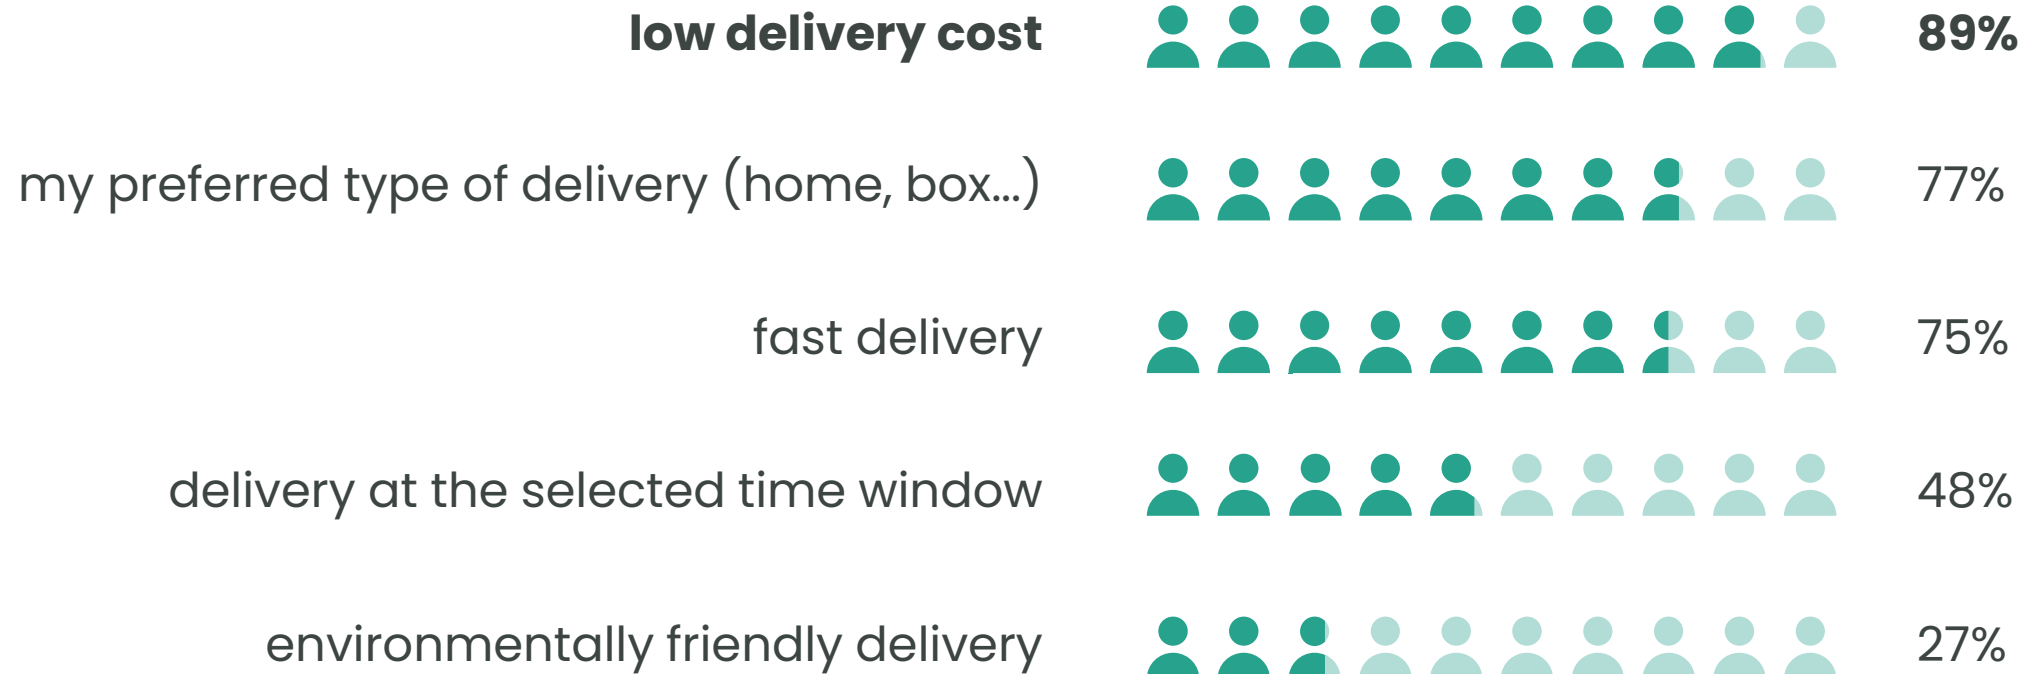 low delivery cost 89%
my preferred type of delivery (home, box...) 77%
fast delivery 75%
delivery at the selected time window 48%
environmentally friendly delivery 27%